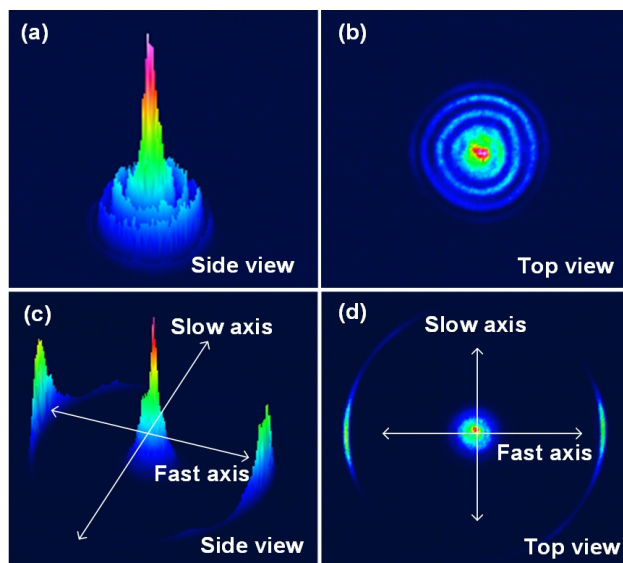 (a)
Side view
(b)
Top view
(c)
Slow axis
Fast axis
Side view
(d)
Slow axis
Fast axis
Top view